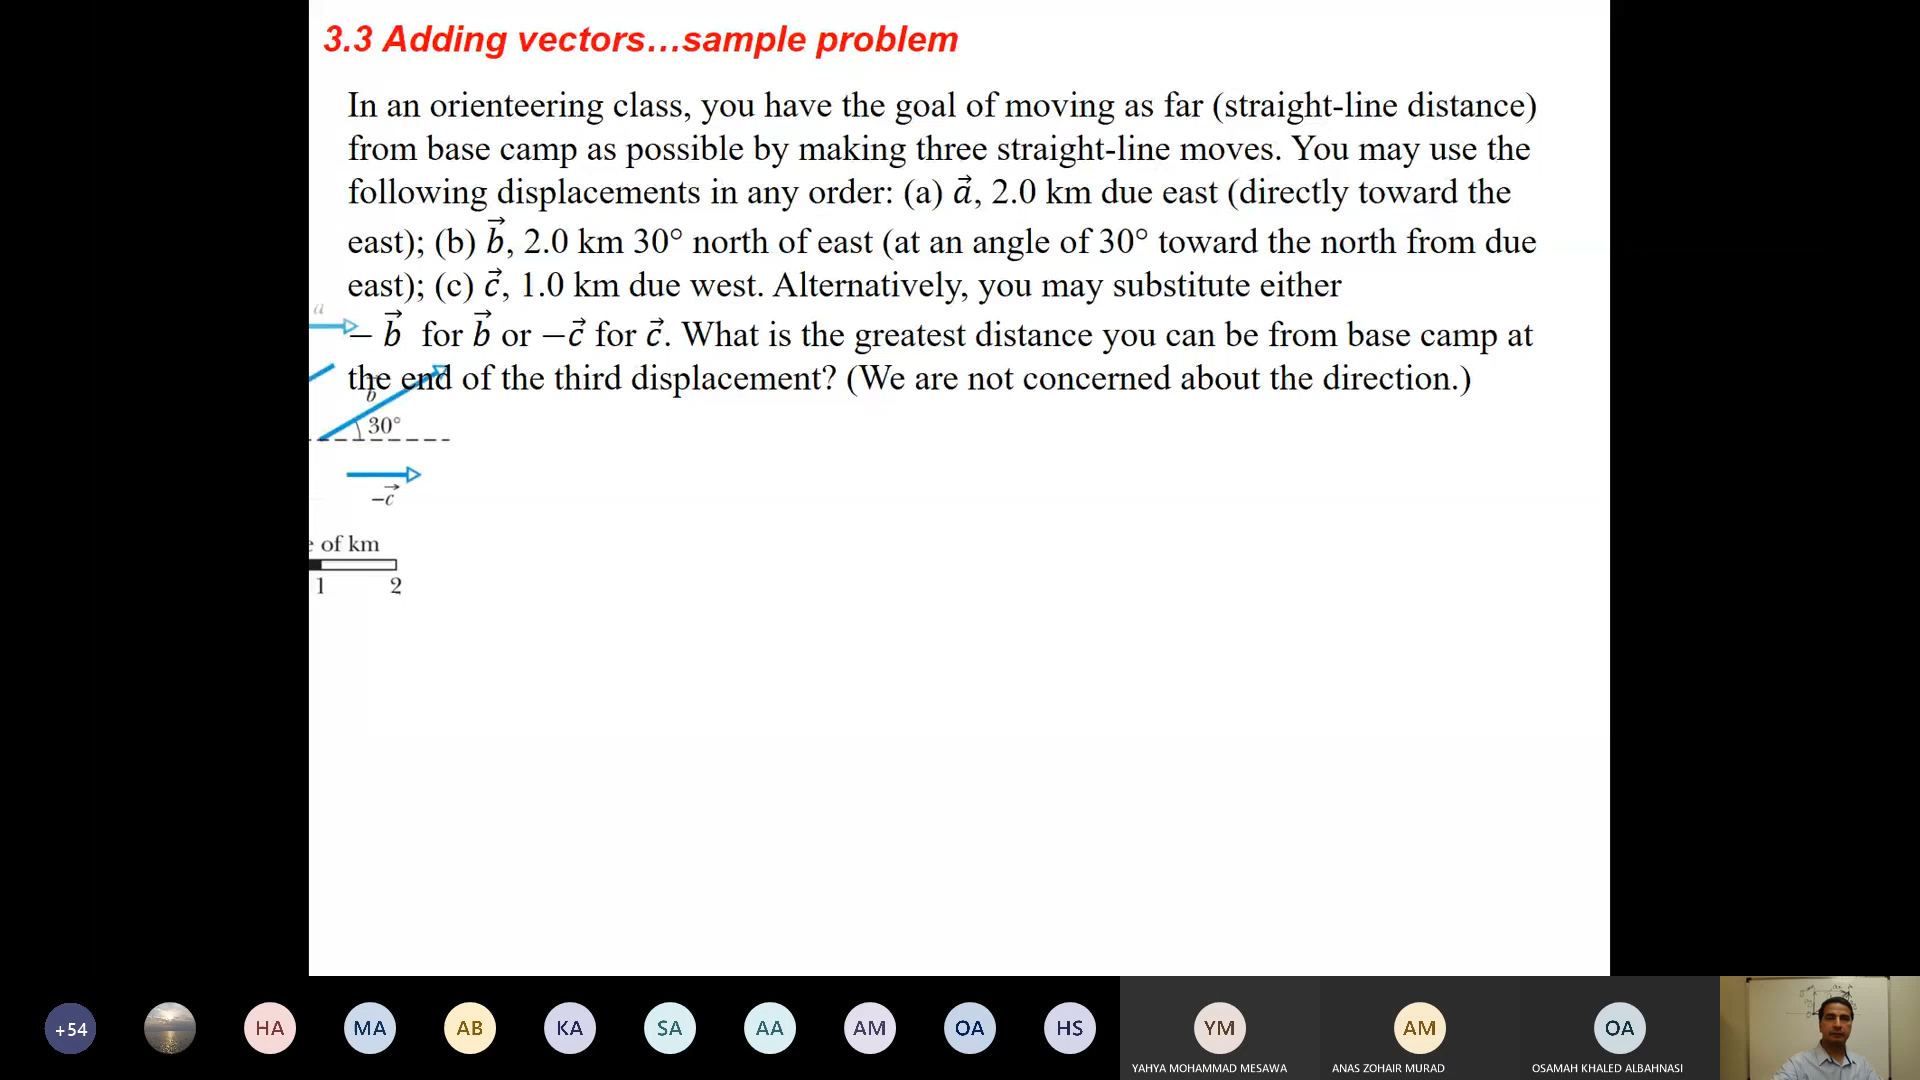 3.3 Adding vectors...sample problem
In an orienteering class, you have the goal of moving as far (straight-line distance)
from base camp as possible by making three straight-line moves. You may use the
following displacements in any order: (a) a⃗, 2.0 km due east (directly toward the
east); (b) b⃗, 2.0 km 30° north of east (at an angle of 30° toward the north from due
east); (c) c⃗, 1.0 km due west. Alternatively, you may substitute either
− b⃗ for b⃗ or −c⃗ for c⃗. What is the greatest distance you can be from base camp at
the end of the third displacement? (We are not concerned about the direction.)
a
b
30°
−c⃗
of km
1 2
+54
HA
MA
AB
KA
SA
AA
AM
OA
HS
YM
AM
OA
YAHYA MOHAMMAD MESAWA
ANAS ZOHAIR MURAD
OSAMAH KHALED ALBAHNASI